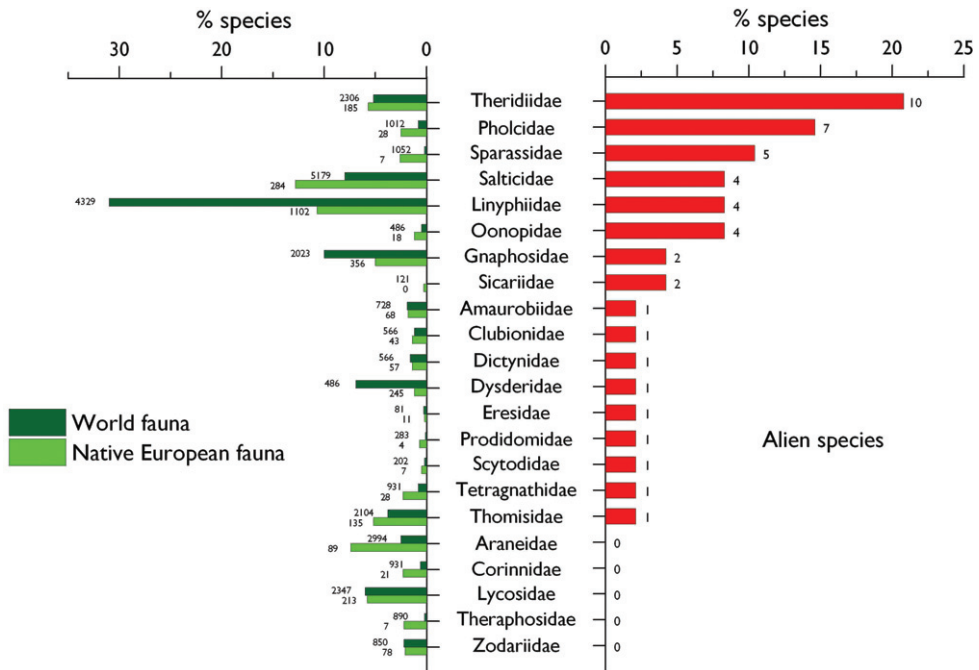 % species
% species
30 20 10 0
0 5 10 15 20 25
2306
185
Theridiidae
10
1012
28
Pholcidae
7
1052
7
Sparassidae
5
5179
284
Salticidae
4
4329
1102
Linyphiidae
4
486
18
Oonopidae
4
2023
356
Gnaphosidae
2
121
0
Sicariidae
2
728
68
Amaurobiidae
1
566
43
Clubionidae
1
566
57
Dictynidae
1
486
245
Dysderidae
1
81
11
Eresidae
1
283
4
Prodidomidae
1
202
7
Scytodidae
1
931
28
Tetragnathidae
1
2104
135
Thomisidae
1
2994
89
Araneidae
0
931
21
Corinnidae
0
2347
213
Lycosidae
0
890
7
Theraphosidae
0
850
78
Zodariidae
0
World fauna
Native European fauna
Alien species